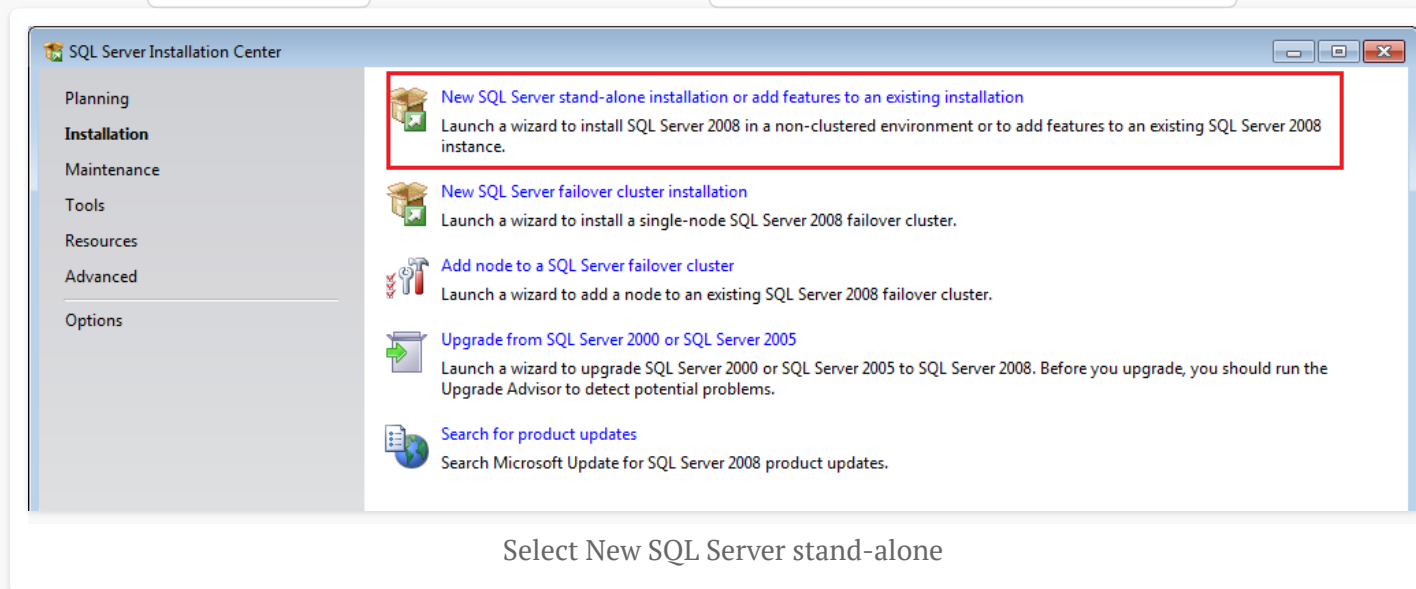 SQL Server Installation Center
Planning
Installation
Maintenance
Tools
Resources
Advanced
Options
New SQL Server stand-alone installation or add features to an existing installation
Launch a wizard to install SQL Server 2008 in a non-clustered environment or to add features to an existing SQL Server 2008
instance.
New SQL Server failover cluster installation
Launch a wizard to install a single-node SQL Server 2008 failover cluster.
Add node to a SQL Server failover cluster
Launch a wizard to add a node to an existing SQL Server 2008 failover cluster.
Upgrade from SQL Server 2000 or SQL Server 2005
Launch a wizard to upgrade SQL Server 2000 or SQL Server 2005 to SQL Server 2008. Before you upgrade, you should run the
Upgrade Advisor to detect potential problems.
Search for product updates
Search Microsoft Update for SQL Server 2008 product updates.
Select New SQL Server stand-alone